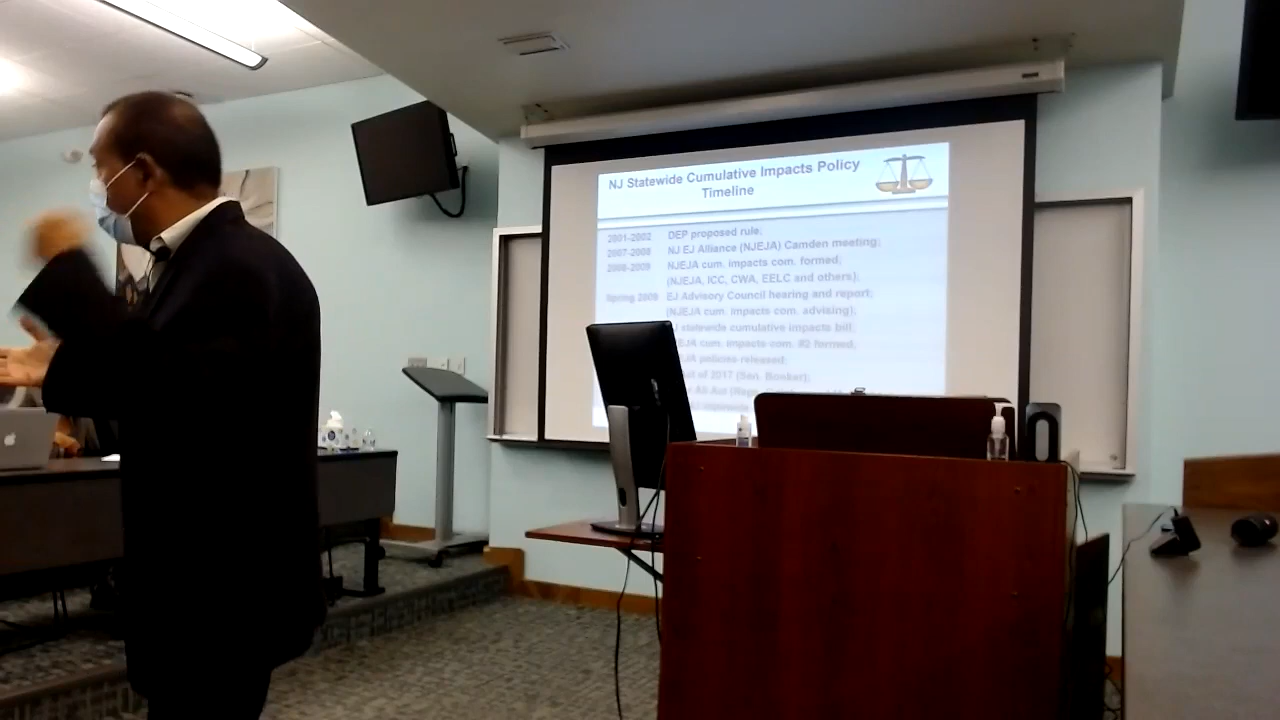 NJ Statewide Cumulative Impacts Policy
Timeline
2001-2002 DEP proposed rule;
2007-2008 NJ EJ Alliance (NJEJA) Camden meeting;
2008-2009 NJEJA cum. impacts com. formed,
(NJEJA, ICC, CWA, EELC and others);
Spring 2009 EJ Advisory Council hearing and report;
(NJEJA cum. impacts com. advising);
statewide cumulative impacts bill
cum. impacts com. #2 formed,
policies released;
of 2017 (Sen. Booker);